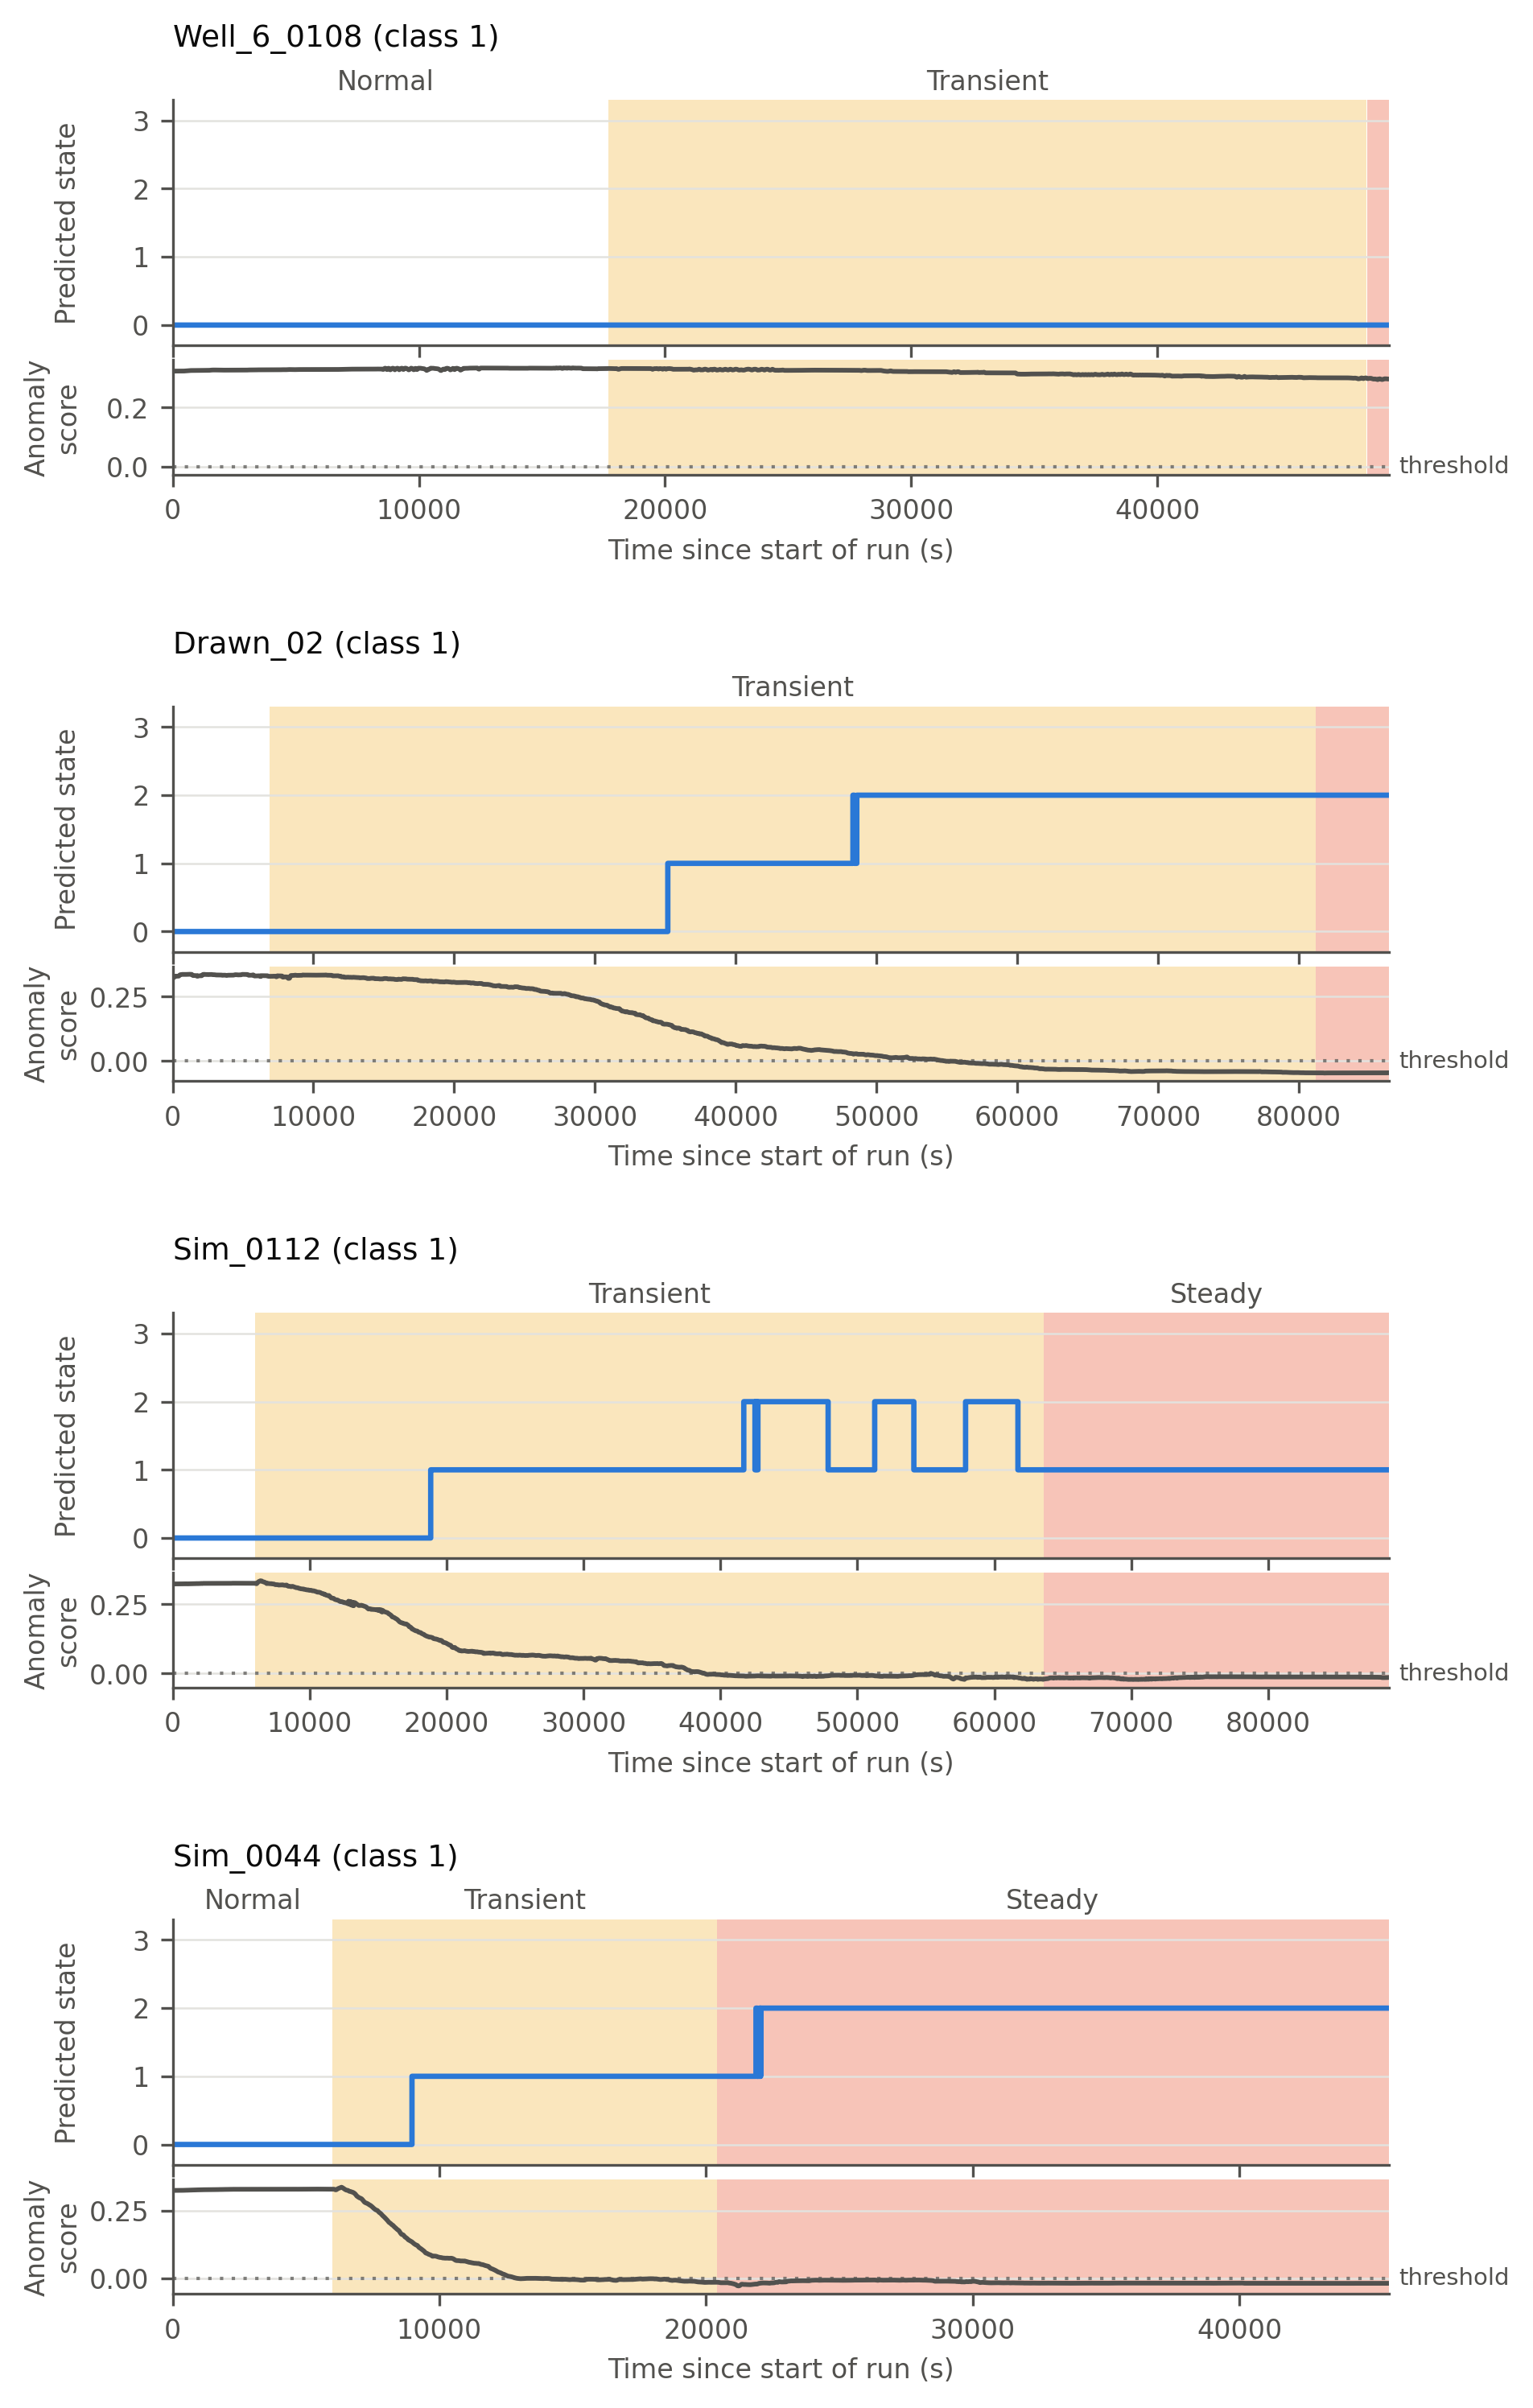 Well_6_0108 (class 1)
Normal Transient
Predicted state
3
2
1
0
Anomaly score
0.2
0.0
threshold
0 10000 20000 30000 40000
Time since start of run (s)
Drawn_02 (class 1)
Transient
Predicted state
3
2
1
0
Anomaly score
0.25
0.00
threshold
0 10000 20000 30000 40000 50000 60000 70000 80000
Time since start of run (s)
Sim_0112 (class 1)
Transient Steady
Predicted state
3
2
1
0
Anomaly score
0.25
0.00
threshold
0 10000 20000 30000 40000 50000 60000 70000 80000
Time since start of run (s)
Sim_0044 (class 1)
Normal Transient Steady
Predicted state
3
2
1
0
Anomaly score
0.25
0.00
threshold
0 10000 20000 30000 40000
Time since start of run (s)